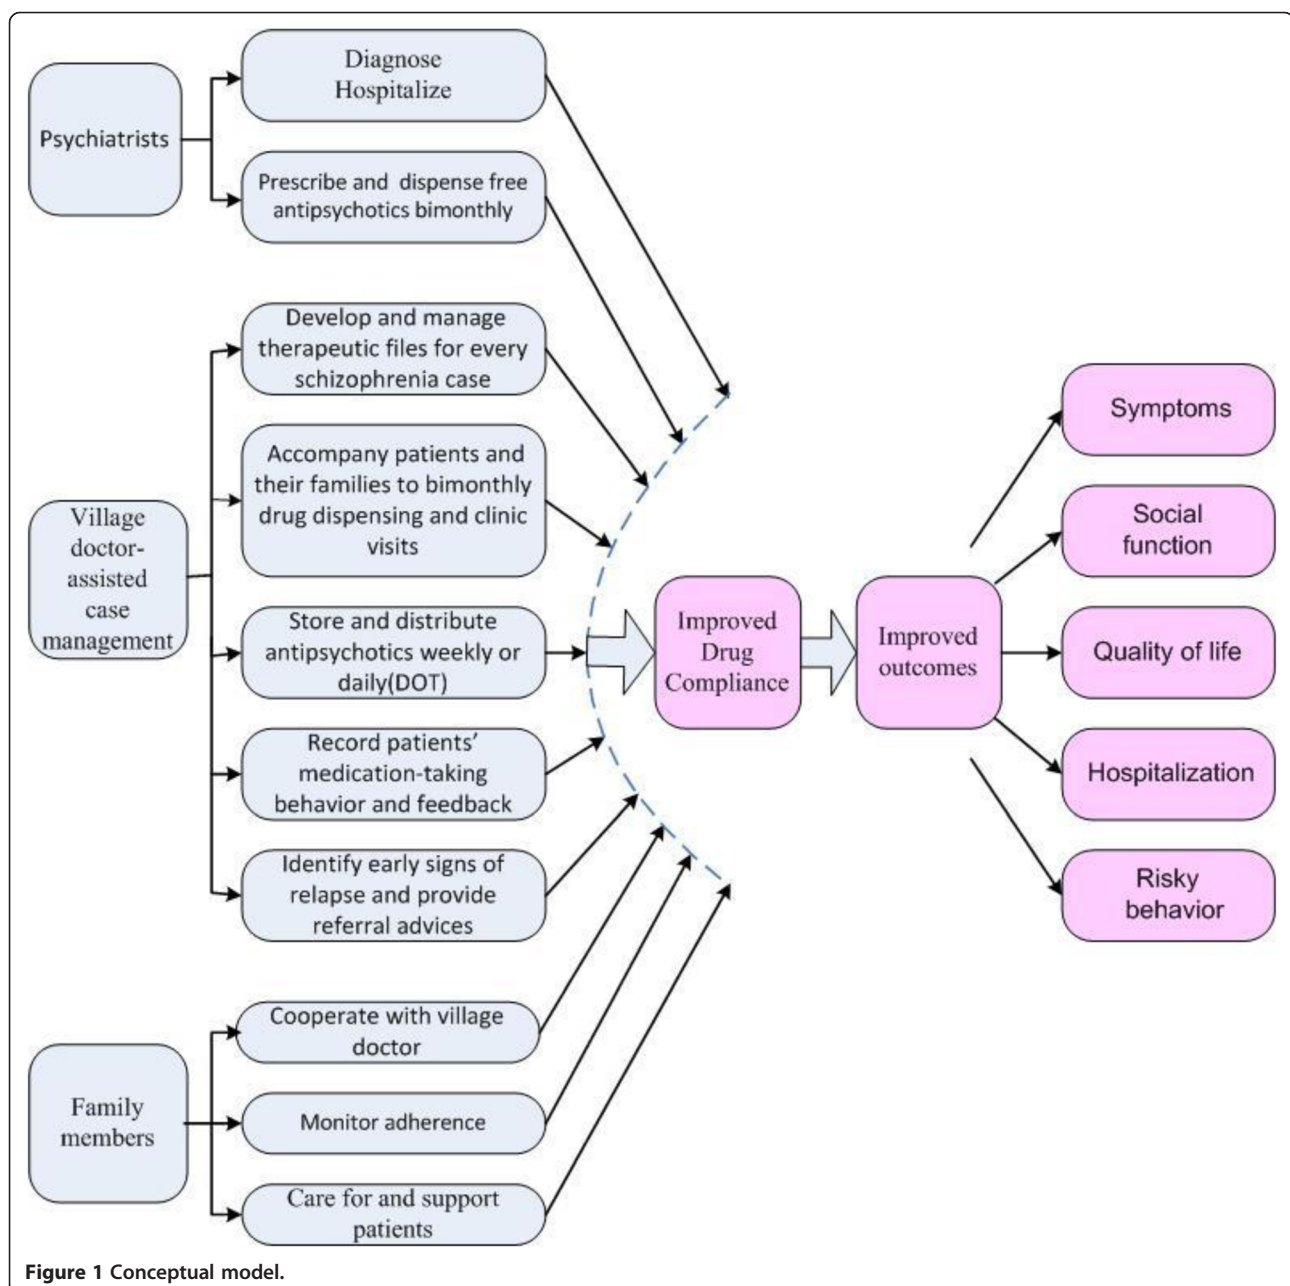 Psychiatrists
Diagnose
Hospitalize
Prescribe and dispense free
antipsychotics bimonthly
Village
doctor-
assisted
case
management
Develop and manage
therapeutic files for every
schizophrenia case
Accompany patients and
their families to bimonthly
drug dispensing and clinic
visits
Store and distribute
antipsychotics weekly or
daily(DOT)
Record patients’
medication-taking
behavior and feedback
Identify early signs of
relapse and provide
referral advices
Family
members
Cooperate with village
doctor
Monitor adherence
Care for and support
patients
Improved
Drug
Compliance
Improved
outcomes
Symptoms
Social
function
Quality of life
Hospitalization
Risky
behavior
Figure 1 Conceptual model.